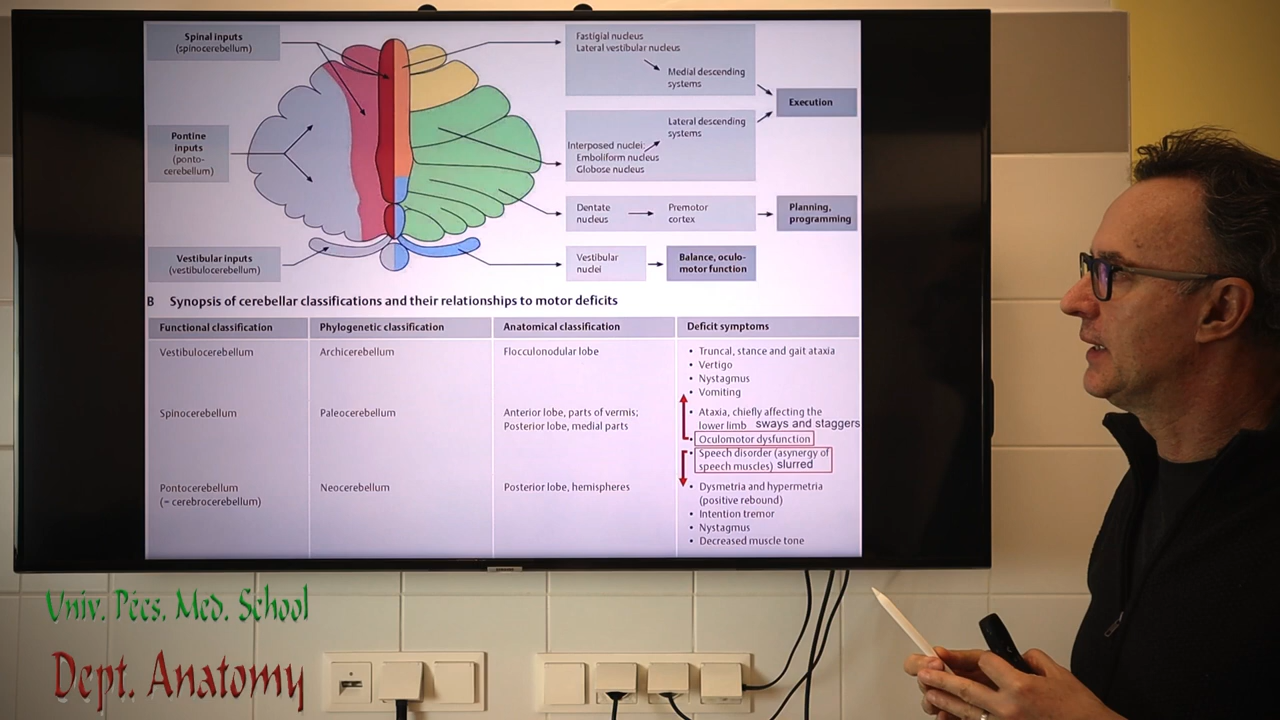 Spinal inputs
(spinocerebellum)
Pontine
inputs
(ponto-
cerebellum)
Vestibular inputs
(vestibulocerebellum)
Fastigial nucleus
Lateral vestibular nucleus
Medial descending
systems
Execution
Lateral descending
systems
Interposed nuclei:
Emboliform nucleus
Globose nucleus
Dentate
nucleus
Premotor
cortex
Planning,
programming
Vestibular
nuclei
Balance, oculo-
motor function
B Synopsis of cerebellar classifications and their relationships to motor deficits
Functional classification Phylogenetic classification Anatomical classification Deficit symptoms
Vestibulocerebellum Archicerebellum Flocculonodular lobe
• Truncal, stance and gait ataxia
• Vertigo
• Nystagmus
• Vomiting
Spinocerebellum Paleocerebellum Anterior lobe, parts of vermis;
Posterior lobe, medial parts
• Ataxia, chiefly affecting the
lower limb sways and staggers
• Oculomotor dysfunction
• Speech disorder (asynergy of
speech muscles) slurred
Pontocerebellum
(= cerebrocerebellum)
Neocerebellum Posterior lobe, hemispheres
• Dysmetria and hypermetria
(positive rebound)
• Intention tremor
• Nystagmus
• Decreased muscle tone
Univ. Pécs. Med. School
Dept. Anatomy